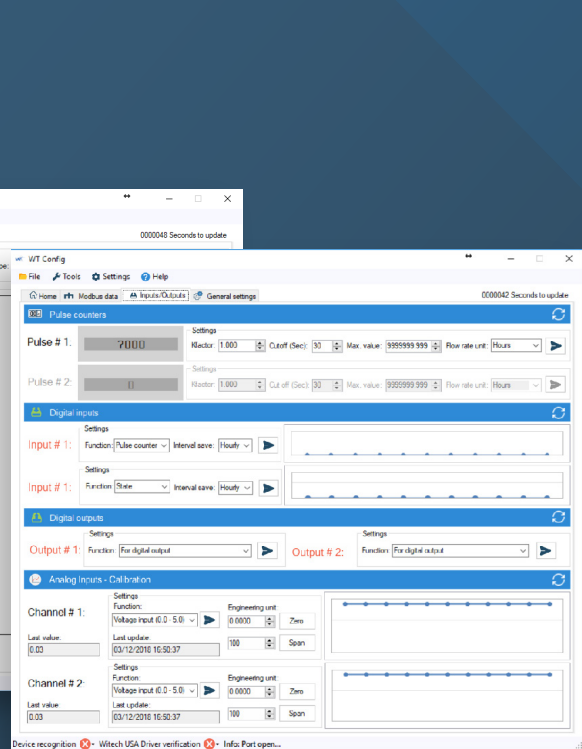 0000048 Seconds to update
WT Config
File Tools Settings Help
Home Modbus data Inputs/Outputs General settings 0000042 Seconds to update
Pulse counters
Settings
Pulse # 1: 7000 Kfactor 1.000 Cutoff (Sec): 30 Max. value: 9999999.999 Flow rate unit: Hours
Settings
Pulse # 2: 0 Kfactor 1.000 Cut off (Sec): 30 Max. value: 9999999.999 Flow rate unit: Hours
Digital inputs
Settings
Input # 1: Function: Pulse counter Interval save: Hourly
Settings
Input # 1: Function: State Interval save: Hourly
Digital outputs
Settings Settings
Output # 1: Function: For digital output Output # 2: Function: For digital output
Analog Inputs - Calibration
Settings
Function: Engineering unit:
Channel # 1: Voltage input (0.0 - 5.0) 0.0000 Zero
Last value: Last update:
0.03 03/12/2018 16:50:37 100 Span
Settings
Function: Engineering unit:
Channel # 2: Voltage input (0.0 - 5.0) 0.0000 Zero
Last value: Last update:
0.03 03/12/2018 16:50:37 100 Span
Device recognition Witech USA Driver verification Info: Port open...